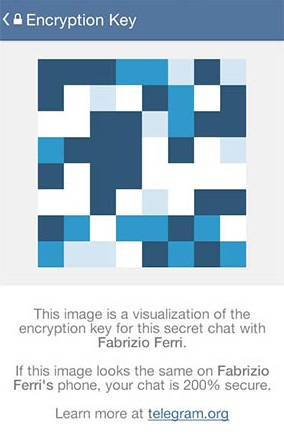 Encryption Key
This image is a visualization of the
encryption key for this secret chat with
Fabrizio Ferri.
If this image looks the same on Fabrizio
Ferri's phone, your chat is 200% secure.
Learn more at telegram.org